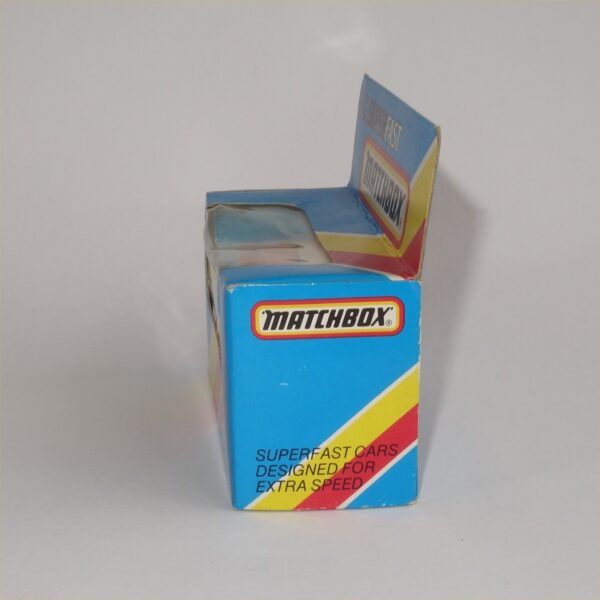 SUPERFAST
MATCHBOX
"MATCHBOX"®
SUPERFAST CARS
DESIGNED FOR
EXTRA SPEED